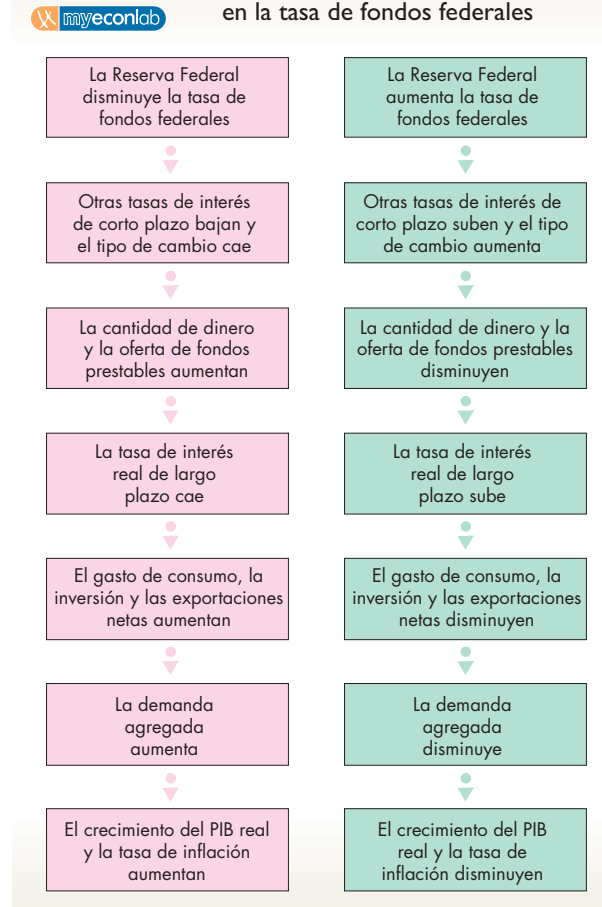 myeconlab
en la tasa de fondos federales
La Reserva Federal
disminuye la tasa de
fondos federales
Otras tasas de interés
de corto plazo bajan y
el tipo de cambio cae
La cantidad de dinero
y la oferta de fondos
prestables aumentan
La tasa de interés
real de largo
plazo cae
El gasto de consumo, la
inversión y las exportaciones
netas aumentan
La demanda
agregada
aumenta
El crecimiento del PIB real
y la tasa de inflación
aumentan
La Reserva Federal
aumenta la tasa de
fondos federales
Otras tasas de interés de
corto plazo suben y el tipo
de cambio aumenta
La cantidad de dinero y la
oferta de fondos prestables
disminuyen
La tasa de interés
real de largo
plazo sube
El gasto de consumo, la
inversión y las exportaciones
netas disminuyen
La demanda
agregada
disminuye
El crecimiento del PIB
real y la tasa de
inflación disminuyen